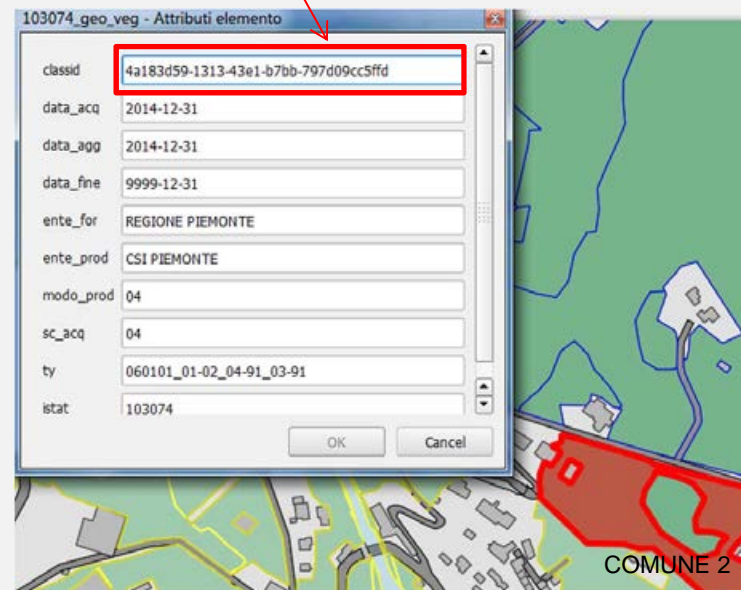 103074_geo_veg - Attributi elemento
classid 4a183d59-1313-43e1-b7bb-797d09cc5ffd
data_acq 2014-12-31
data_agg 2014-12-31
data_fine 9999-12-31
ente_for REGIONE PIEMONTE
ente_prod CSI PIEMONTE
modo_prod 04
sc_acq 04
ty 060101_01-02_04-91_03-91
istat 103074
OK Cancel
COMUNE 2